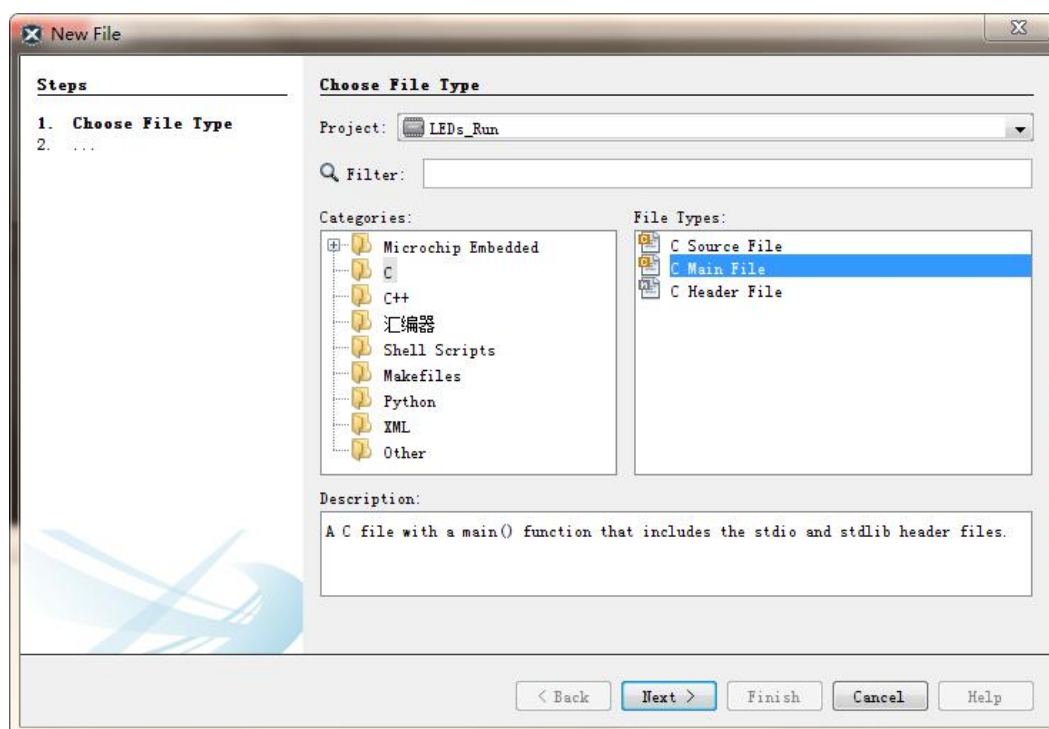 New File
Steps
1. Choose File Type
2. ...
Choose File Type
Project: LEDs_Run
Filter:
Categories:
Microchip Embedded
C
C++
汇编器
Shell Scripts
Makefiles
Python
XML
Other
File Types:
C Source File
C Main File
C Header File
Description:
A C file with a main() function that includes the stdio and stdlib header files.
< Back Next > Finish Cancel Help